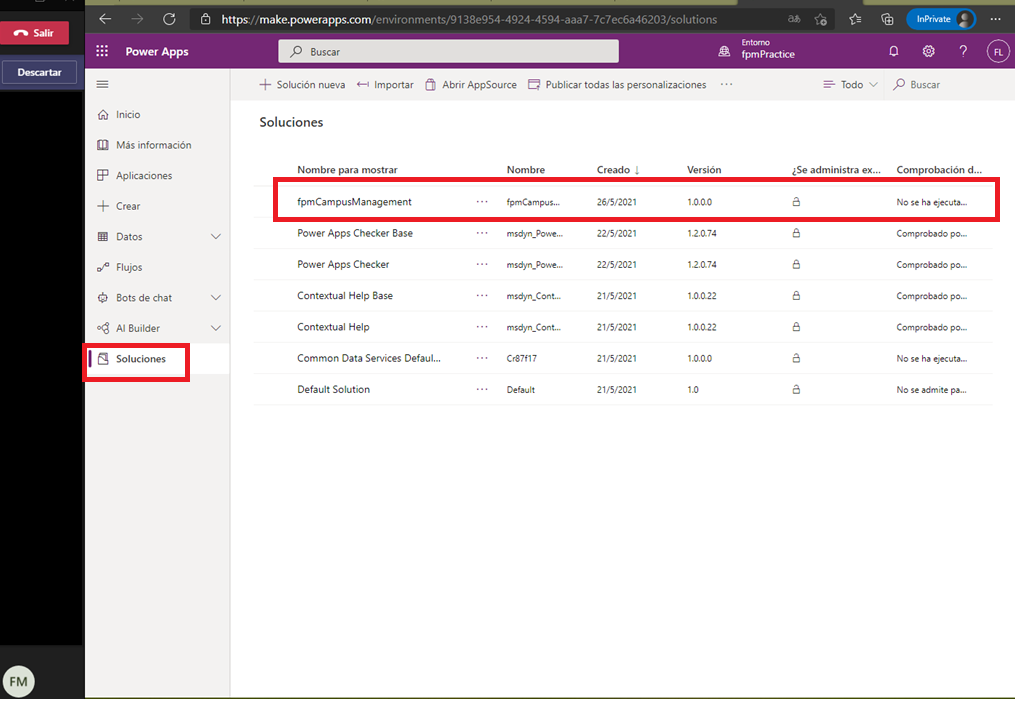 Salir
Descartar
https://make.powerapps.com/environments/9138e954-4924-4594-aaa7-7c7ec6a46203/solutions
InPrivate
Power Apps
Buscar
Entorno
fpmPractice
FL
Solución nueva Importar Abrir AppSource Publicar todas las personalizaciones ··· Todo Buscar
Inicio
Más información
Aplicaciones
Crear
Datos
Flujos
Bots de chat
AI Builder
Soluciones
Soluciones
Nombre para mostrar Nombre Creado ↓ Versión ¿Se administra ex... Comprobación d...
fpmCampusManagement ··· fpmCampus... 26/5/2021 1.0.0.0 No se ha ejecuta...
Power Apps Checker Base ··· msdyn_Powe... 22/5/2021 1.2.0.74 Comprobado po...
Power Apps Checker ··· msdyn_Powe... 22/5/2021 1.2.0.74 Comprobado po...
Contextual Help Base ··· msdyn_Cont... 21/5/2021 1.0.0.22 Comprobado po...
Contextual Help ··· msdyn_Cont... 21/5/2021 1.0.0.22 Comprobado po...
Common Data Services Defaul... ··· Cr87f17 21/5/2021 1.0.0.0 No se ha ejecuta...
Default Solution ··· Default 21/5/2021 1.0 No se admite pa...
FM